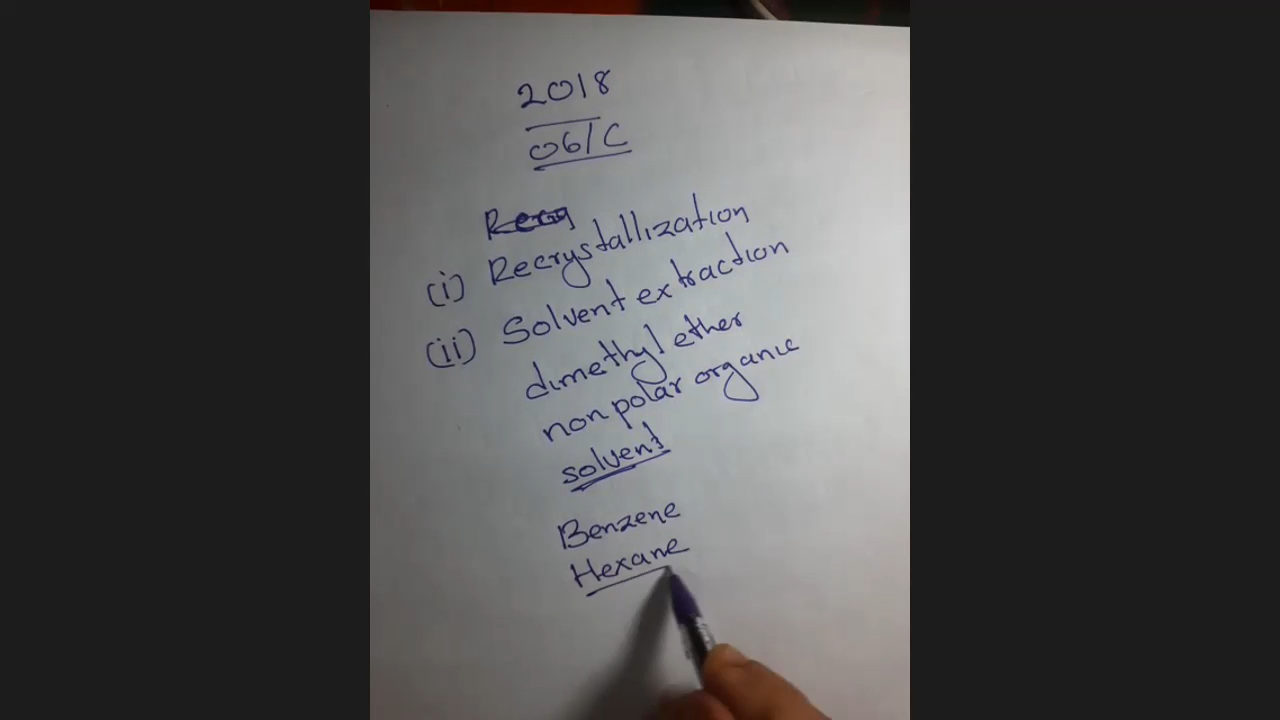 2018
06/C
(i) Recrystallization
(ii) Solvent extraction
dimethyl ether
non polar organic
solvent
Benzene
Hexane